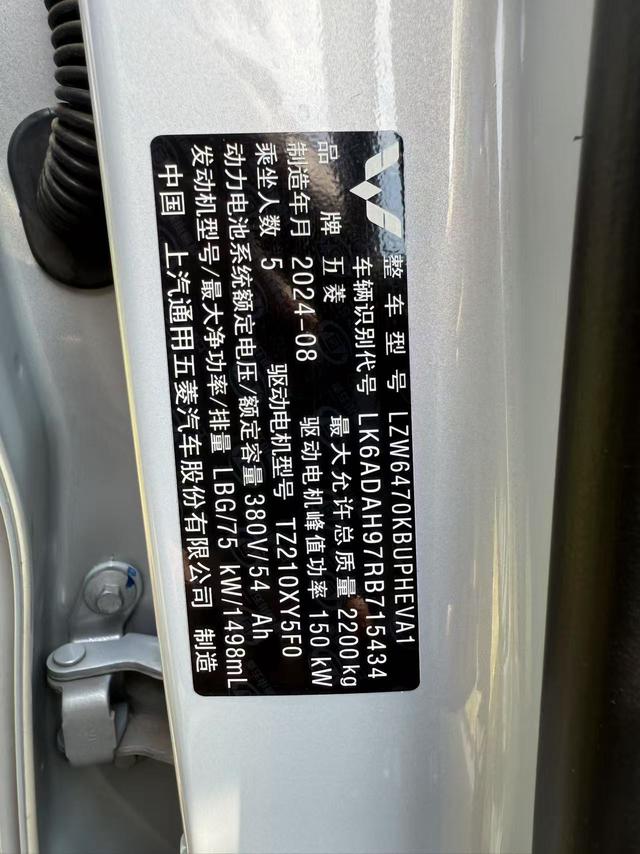 整车型号 LZW6470KBUPHEVA1
车辆识别代号 LK6ADAH97RB715434
品牌 五菱 最大允许总质量 2200kg
制造年月 2024-08 驱动电机峰值功率 150kW
乘坐人数 5 驱动电机型号 TZ210XY5F0
动力电池系统额定电压/额定容量 380V/54 Ah
发动机型号/最大净功率/排量 LBG/75 kW/1498mL
中国 上汽通用五菱汽车股份有限公司 制造